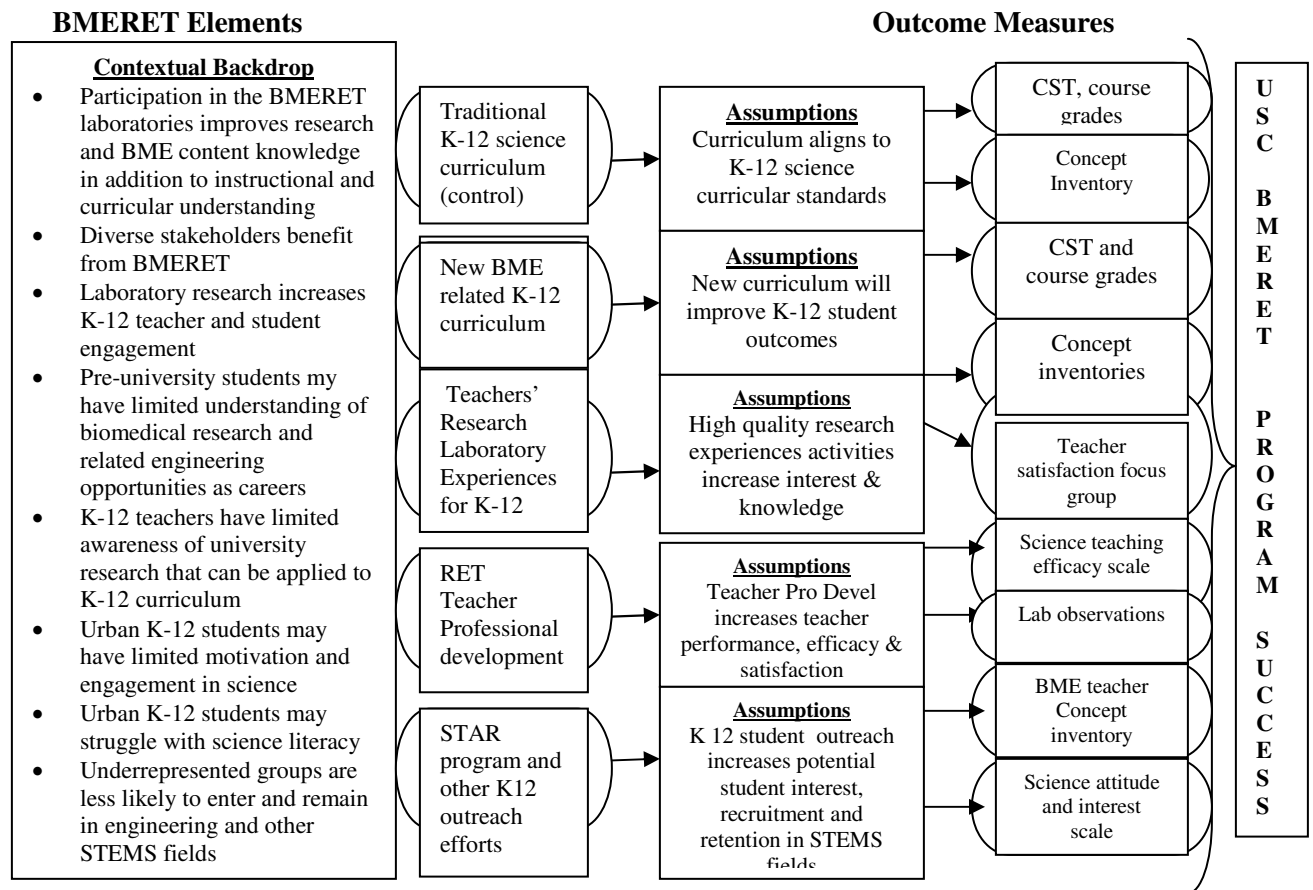 BMERET Elements
Outcome Measures
Contextual Backdrop
• Participation in the BMERET
laboratories improves research
and BME content knowledge
in addition to instructional and
curricular understanding
• Diverse stakeholders benefit
from BMERET
• Laboratory research increases
K-12 teacher and student
engagement
• Pre-university students my
have limited understanding of
biomedical research and
related engineering
opportunities as careers
• K-12 teachers have limited
awareness of university
research that can be applied to
K-12 curriculum
• Urban K-12 students may
have limited motivation and
engagement in science
• Urban K-12 students may
struggle with science literacy
• Underrepresented groups are
less likely to enter and remain
in engineering and other
STEMS fields
Traditional
K-12 science
curriculum
(control)
New BME
related K-12
curriculum
Teachers'
Research
Laboratory
Experiences
for K-12
RET
Teacher
Professional
development
STAR
program and
other K12
outreach
efforts
Assumptions
Curriculum aligns to
K-12 science
curricular standards
Assumptions
New curriculum will
improve K-12 student
outcomes
Assumptions
High quality research
experiences activities
increase interest &
knowledge
Assumptions
Teacher Pro Devel
increases teacher
performance, efficacy &
satisfaction
Assumptions
K 12 student outreach
increases potential
student interest,
recruitment and
retention in STEMS
fields
CST, course
grades
Concept
Inventory
CST and
course grades
Concept
inventories
Teacher
satisfaction focus
group
Science teaching
efficacy scale
Lab observations
BME teacher
Concept
inventory
Science attitude
and interest
scale
USC BMERET PROGRAM SUCCESS